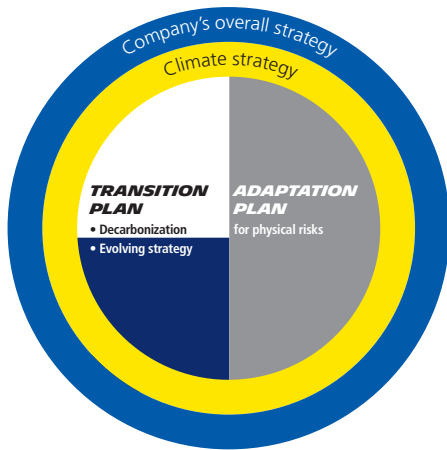 Company's overall strategy
Climate strategy
TRANSITION
PLAN
• Decarbonization
• Evolving strategy
ADAPTATION
PLAN
for physical risks